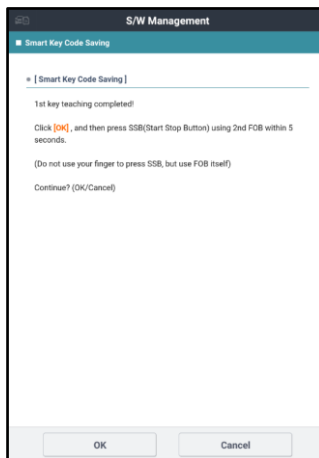 S/W Management
Smart Key Code Saving
[ Smart Key Code Saving ]
1st key teaching completed!
Click [OK] , and then press SSB(Start Stop Button) using 2nd FOB within 5
seconds.
(Do not use your finger to press SSB, but use FOB itself)
Continue? (OK/Cancel)
OK
Cancel